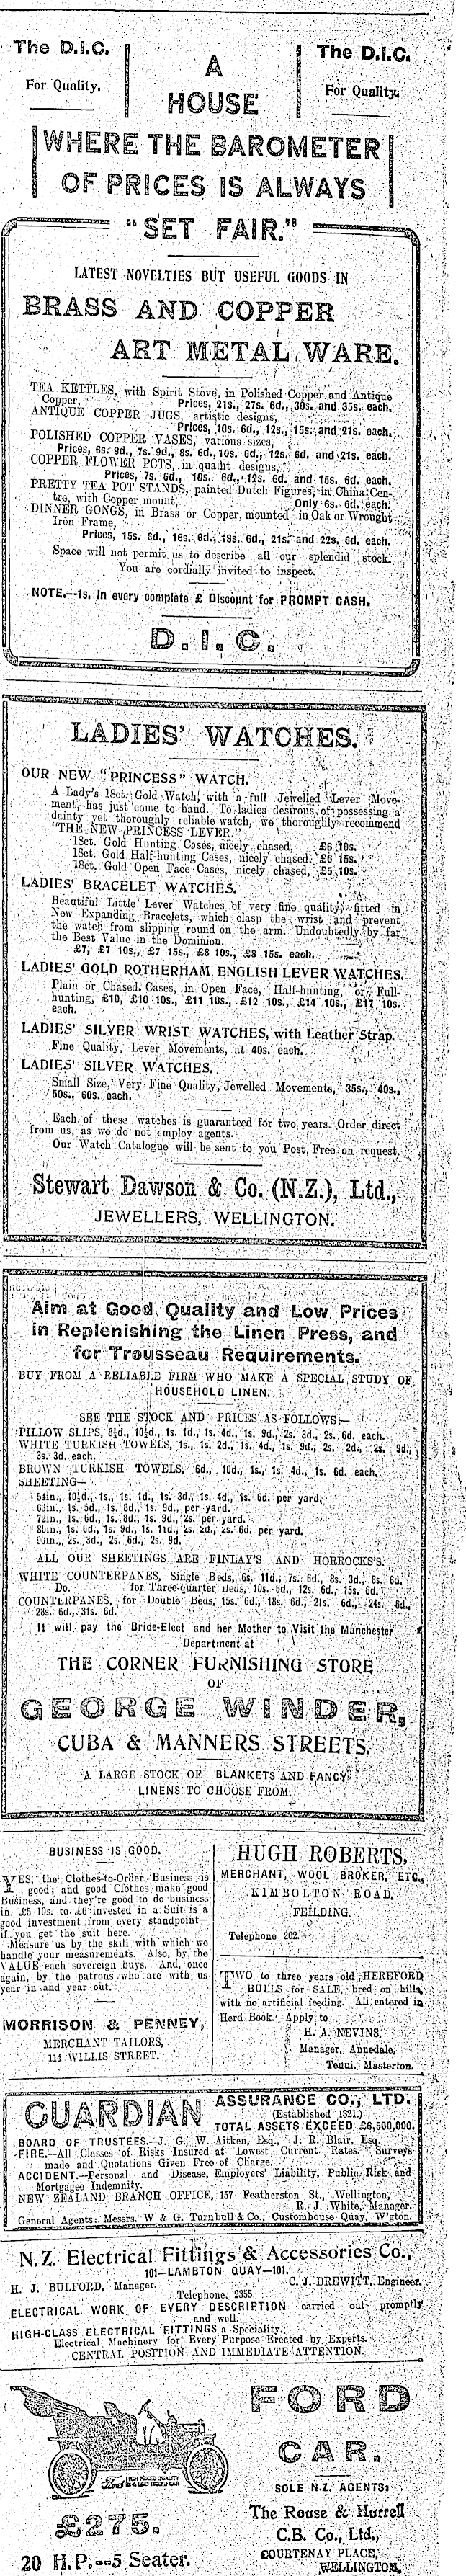 The D.I.C.
For Quality.
A
HOUSE
The D.I.C.
For Quality.
WHERE THE BAROMETER
OF PRICES IS ALWAYS
"SET FAIR."
LATEST NOVELTIES BUT USEFUL GOODS IN
BRASS AND COPPER
ART METAL WARE.
TEA KETTLES, with Spirit Stove, in Polished Copper and Antique
Copper, Prices, 21s., 27s. 6d., 30s. and 35s. each.
ANTIQUE COPPER JUGS, artistic designs,
Prices, 10s. 6d., 12s., 15s. and 21s. each.
POLISHED COPPER VASES, various sizes,
Prices, 6s. 9d., 7s. 9d., 8s. 6d., 10s. 6d., 12s. 6d. and 21s. each.
COPPER FLOWER POTS, in quaint designs,
Prices, 7s. 6d., 10s. 6d., 12s. 6d. and 15s. 6d. each.
PRETTY TEA POT STANDS, painted Dutch Figures, in China Cen-
tre, with Copper mount, Only 6s. 6d. each.
DINNER GONGS, in Brass or Copper, mounted in Oak or Wrought
Iron Frame,
Prices, 15s. 6d., 16s. 6d., 18s. 6d., 21s. and 22s. 6d. each.
Space will not permit us to describe all our splendid stock.
You are cordially invited to inspect.
NOTE.--1s. in every complete £ Discount for PROMPT CASH.
D.I.C.
LADIES' WATCHES.
OUR NEW "PRINCESS" WATCH.
A Lady's 18ct. Gold Watch, with a full Jewelled Lever Move-
ment, has just come to hand. To ladies desirous of possessing a
dainty yet thoroughly reliable watch, we thoroughly recommend
"THE NEW PRINCESS LEVER."
18ct. Gold Hunting Cases, nicely chased, £6 10s.
18ct. Gold Half-hunting Cases, nicely chased. £6 15s.
18ct. Gold Open Face Cases, nicely chased, £5 10s.
LADIES' BRACELET WATCHES.
Beautiful Little Lever Watches of very fine quality, fitted in
New Expanding Bracelets, which clasp the wrist and prevent
the watch from slipping round on the arm. Undoubtedly by far
the Best Value in the Dominion.
£7, £7 10s., £7 15s., £8 10s., £8 15s. each.
LADIES' GOLD ROTHERHAM ENGLISH LEVER WATCHES.
Plain or Chased Cases, in Open Face, Half-hunting, or Full-
hunting, £10, £10 10s., £11 10s., £12 10s., £14 10s., £17 10s.
each.
LADIES' SILVER WRIST WATCHES, with Leather Strap.
Fine Quality, Lever Movements, at 40s. each.
LADIES' SILVER WATCHES.
Small Size, Very Fine Quality, Jewelled Movements, 35s., 40s.,
50s., 60s. each.
Each of these watches is guaranteed for two years. Order direct
from us, as we do not employ agents.
Our Watch Catalogue will be sent to you Post Free on request.
Stewart Dawson & Co. (N.Z.), Ltd.,
JEWELLERS, WELLINGTON.
Aim at Good Quality and Low Prices
in Replenishing the Linen Press, and
for Trousseau Requirements.
BUY FROM A RELIABLE FIRM WHO MAKE A SPECIAL STUDY OF
HOUSEHOLD LINEN.
SEE THE STOCK AND PRICES AS FOLLOWS:—
PILLOW SLIPS, 8½d., 10½d., 1s. 1d., 1s. 4d., 1s. 9d., 2s. 3d., 2s. 6d. each.
WHITE TURKISH TOWELS, 1s., 1s. 2d., 1s. 4d., 1s. 9d., 2s. 2d., 2s. 9d.,
3s. 3d. each.
BROWN TURKISH TOWELS, 6d., 10d., 1s., 1s. 4d., 1s. 6d. each.
SHEETING—
54in., 10½d., 1s., 1s. 1d., 1s. 3d., 1s. 4d., 1s. 6d. per yard.
63in., 1s. 5d., 1s. 8d., 1s. 9d., per yard.
72in., 1s. 6d., 1s. 8d., 1s. 9d., 2s. per yard.
80in., 1s. 6d., 1s. 9d., 1s. 11d., 2s. 2d., 2s. 6d. per yard.
90in., 2s. 3d., 2s. 6d., 2s. 9d.
ALL OUR SHEETINGS ARE FINLAY'S AND HORROCKS'S.
WHITE COUNTERPANES, Single Beds, 6s. 11d., 7s. 6d., 8s. 3d., 8s. 6d.
Do. for Three-quarter Beds, 10s. 6d., 12s. 6d., 15s. 6d.
COUNTERPANES, for Double Beds, 15s. 6d., 18s. 6d., 21s. 6d., 24s. 6d.,
28s. 6d., 31s. 6d.
It will pay the Bride-Elect and her Mother to Visit the Manchester
Department at
THE CORNER FURNISHING STORE
OF
GEORGE WINDER,
CUBA & MANNERS STREETS.
A LARGE STOCK OF BLANKETS AND FANCY
LINENS TO CHOOSE FROM.
BUSINESS IS GOOD.
YES, the Clothes-to-Order Business is
good; and good Clothes make good
Business, and they're good to do business
in. £5 10s. to £6 invested in a Suit is a
good investment from every standpoint—
if you get the suit here.
Measure us by the skill with which we
handle your measurements. Also, by the
VALUE each sovereign buys. And, once
again, by the patrons who are with us
year in and year out.
MORRISON & PENNEY,
MERCHANT TAILORS,
114 WILLIS STREET.
HUGH ROBERTS,
MERCHANT, WOOL BROKER, ETC.,
KIMBOLTON ROAD,
FEILDING.
Telephone 202.
TWO to three years old HEREFORD
BULLS for SALE, bred on hills,
with no artificial feeding. All entered in
Herd Book. Apply to
H. A. NEVINS,
Manager, Annedale,
Tenui, Masterton.
GUARDIAN
ASSURANCE CO., LTD.
(Established 1821.)
TOTAL ASSETS EXCEED £6,500,000.
BOARD OF TRUSTEES.—J. G. W. Aitken, Esq., J. R. Blair, Esq.
FIRE.—All Classes of Risks Insured at Lowest Current Rates. Surveys
made and Quotations Given Free of Charge.
ACCIDENT.—Personal and Disease, Employers' Liability, Public Risk and
Mortgagee Indemnity.
NEW ZEALAND BRANCH OFFICE, 157 Featherston St., Wellington,
R. J. White, Manager.
General Agents: Messrs. W & G. Turnbull & Co., Customhouse Quay, W'gton.
N.Z. Electrical Fittings & Accessories Co.,
101—LAMBTON QUAY—101.
H. J. BULFORD, Manager. C. J. DREWITT, Engineer.
Telephone, 2355.
ELECTRICAL WORK OF EVERY DESCRIPTION carried out promptly
and well.
HIGH-CLASS ELECTRICAL FITTINGS a Speciality.
Electrical Machinery for Every Purpose Erected by Experts.
CENTRAL POSITION AND IMMEDIATE ATTENTION.
Ford HIGH PRICED QUALITY
IN A LOW PRICED CAR
£275.
20 H.P.--5 Seater.
FORD
CAR.
SOLE N.Z. AGENTS:
The Rouse & Hurrell
C.B. Co., Ltd.,
COURTENAY PLACE,
WELLINGTON.